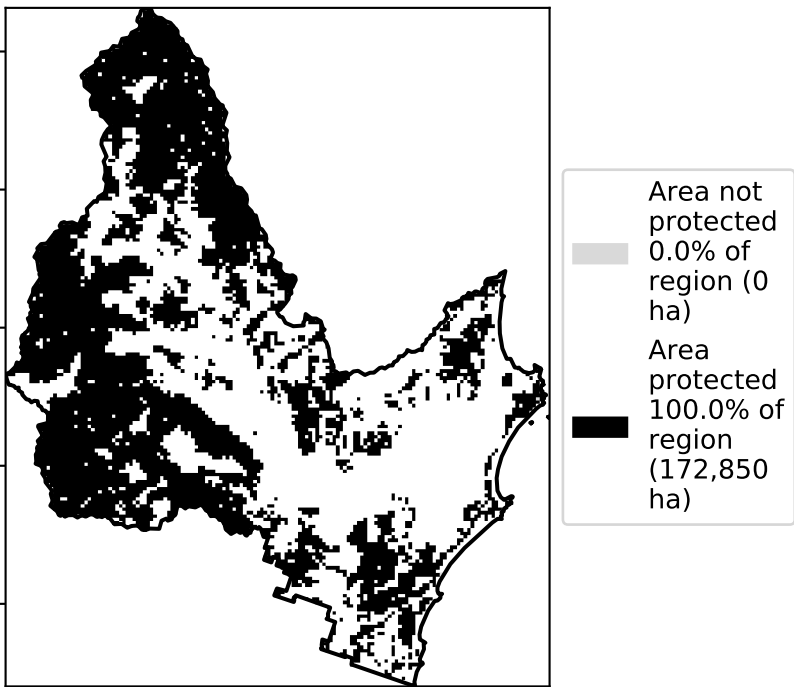 Area not
protected
0.0% of
region (0
ha)
Area
protected
100.0% of
region
(172,850
ha)